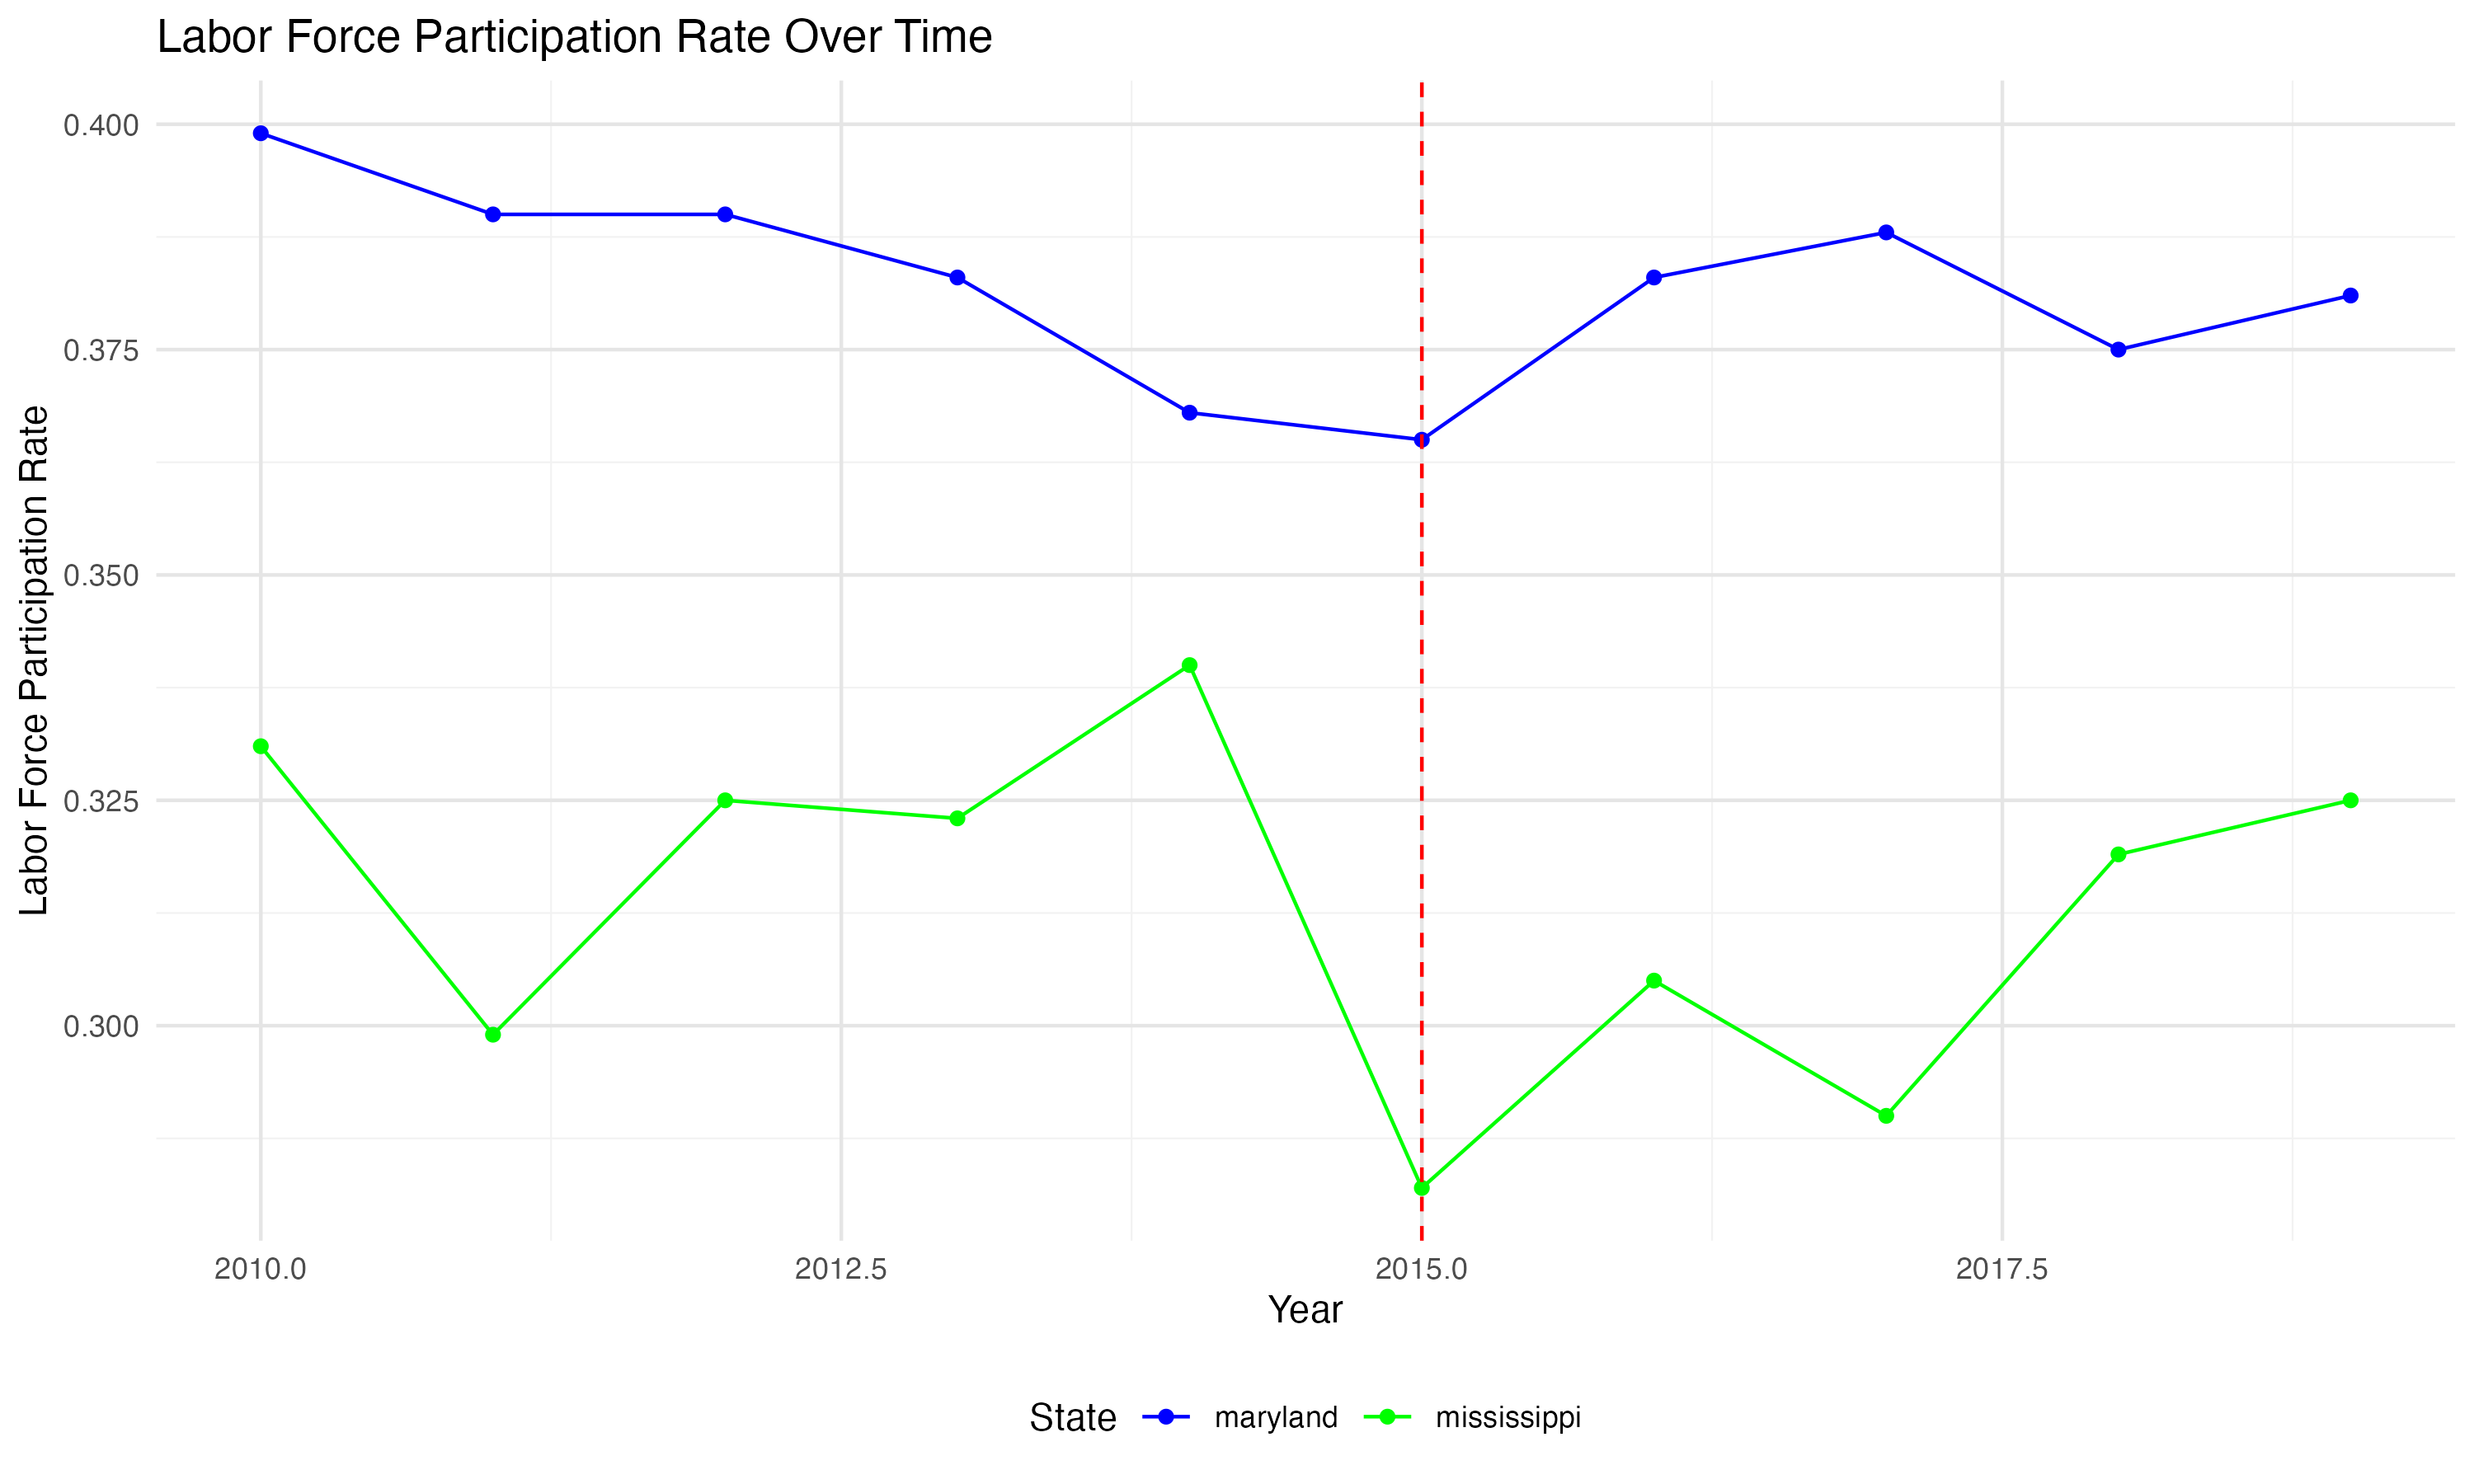 Labor Force Participation Rate Over Time
Labor Force Participation Rate
0.400
0.375
0.350
0.325
0.300
2010.0 2012.5 2015.0 2017.5
Year
State maryland mississippi